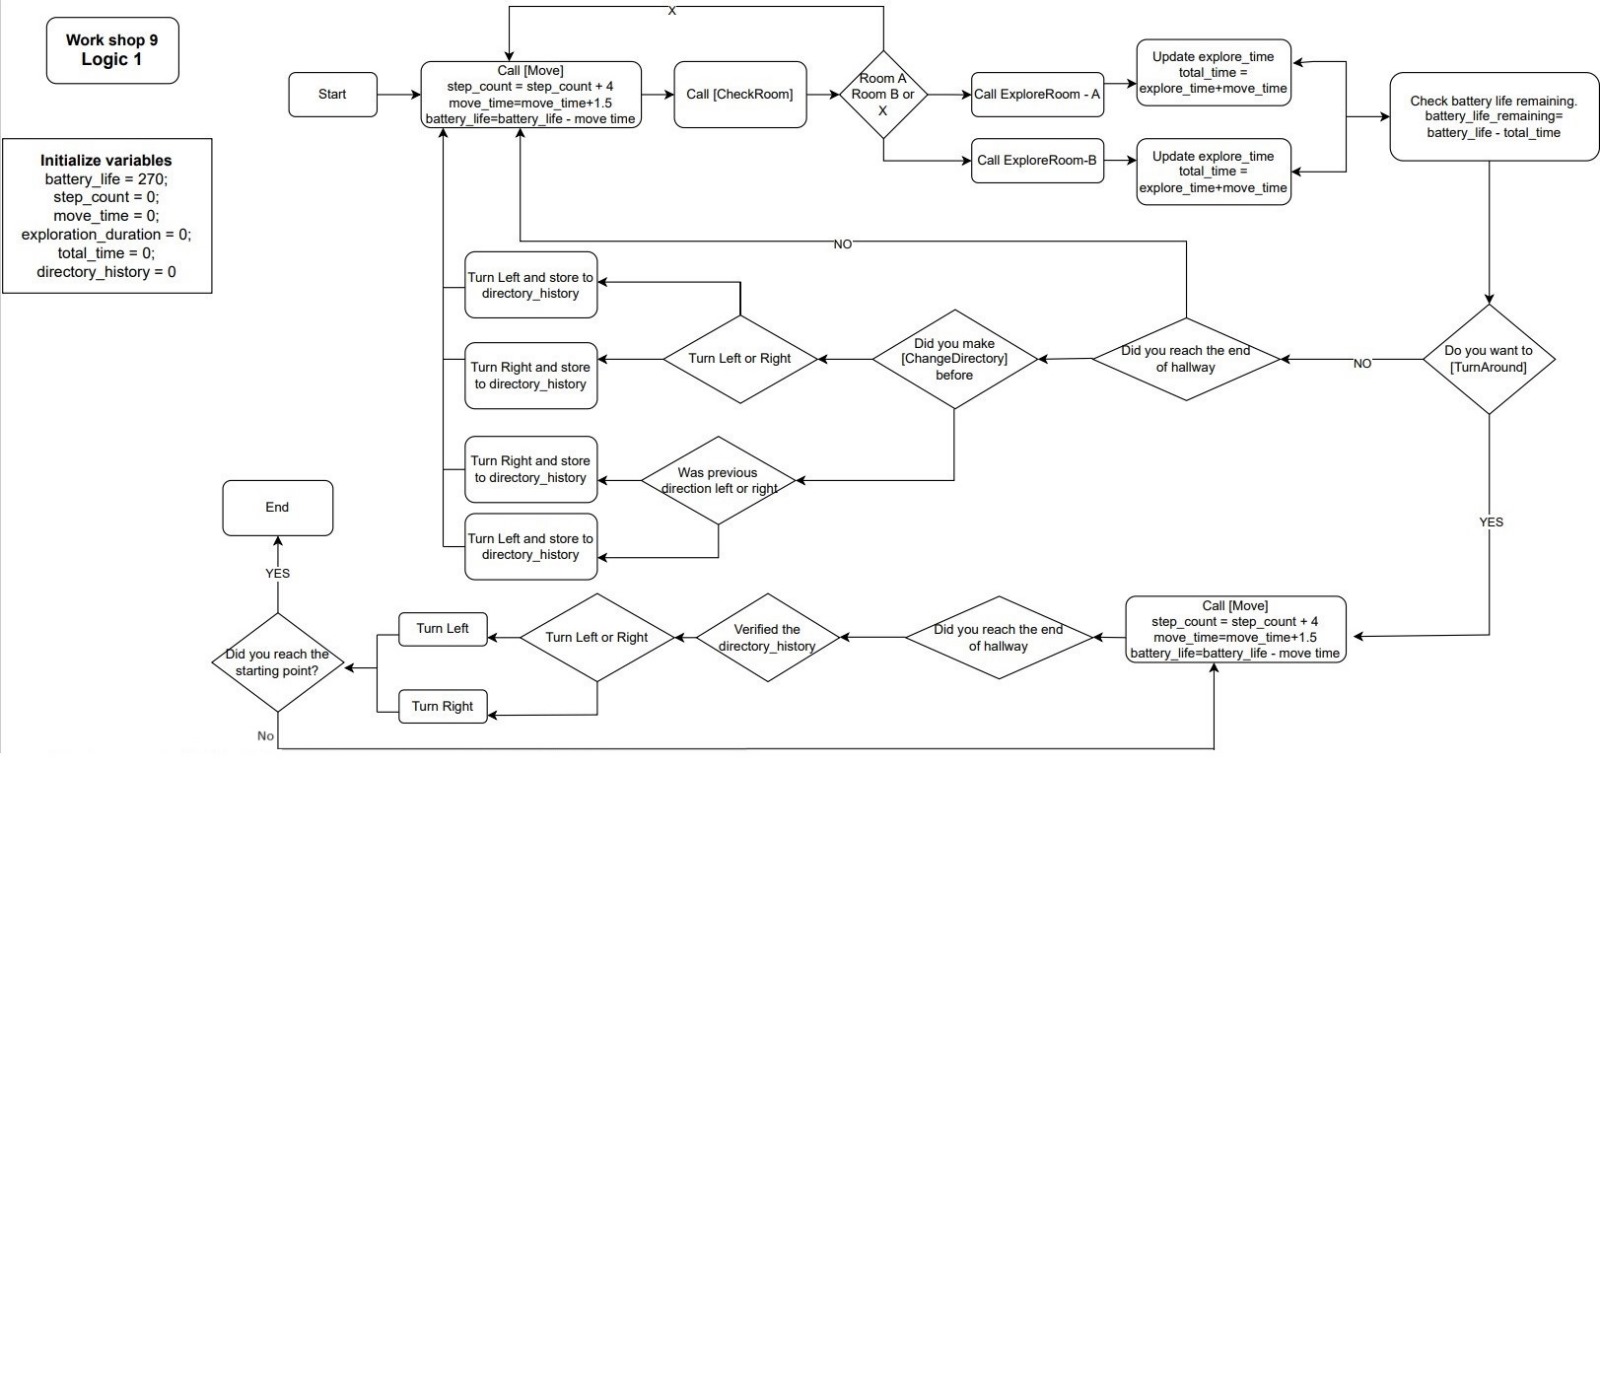 Work shop 9
Logic 1
Initialize variables
battery_life = 270;
step_count = 0;
move_time = 0;
exploration_duration = 0;
total_time = 0;
directory_history = 0
X
Start
Call [Move]
step_count = step_count + 4
move_time=move_time+1.5
battery_life=battery_life - move time
Call [CheckRoom]
Room A
Room B or
X
Call ExploreRoom - A
Update explore_time
total_time =
explore_time+move_time
Call ExploreRoom-B
Update explore_time
total_time =
explore_time+move_time
Check battery life remaining.
battery_life_remaining=
battery_life - total_time
Do you want to
[TurnAround]
NO
Did you reach the end
of hallway
NO
Did you make
[ChangeDirectory]
before
Turn Left or Right
Turn Left and store to
directory_history
Turn Right and store
to directory_history
Was previous
direction left or right
Turn Right and store
to directory_history
Turn Left and store to
directory_history
YES
Call [Move]
step_count = step_count + 4
move_time=move_time+1.5
battery_life=battery_life - move time
Did you reach the end
of hallway
Verified the
directory_history
Turn Left or Right
Turn Left
Turn Right
Did you reach the
starting point?
YES
End
No